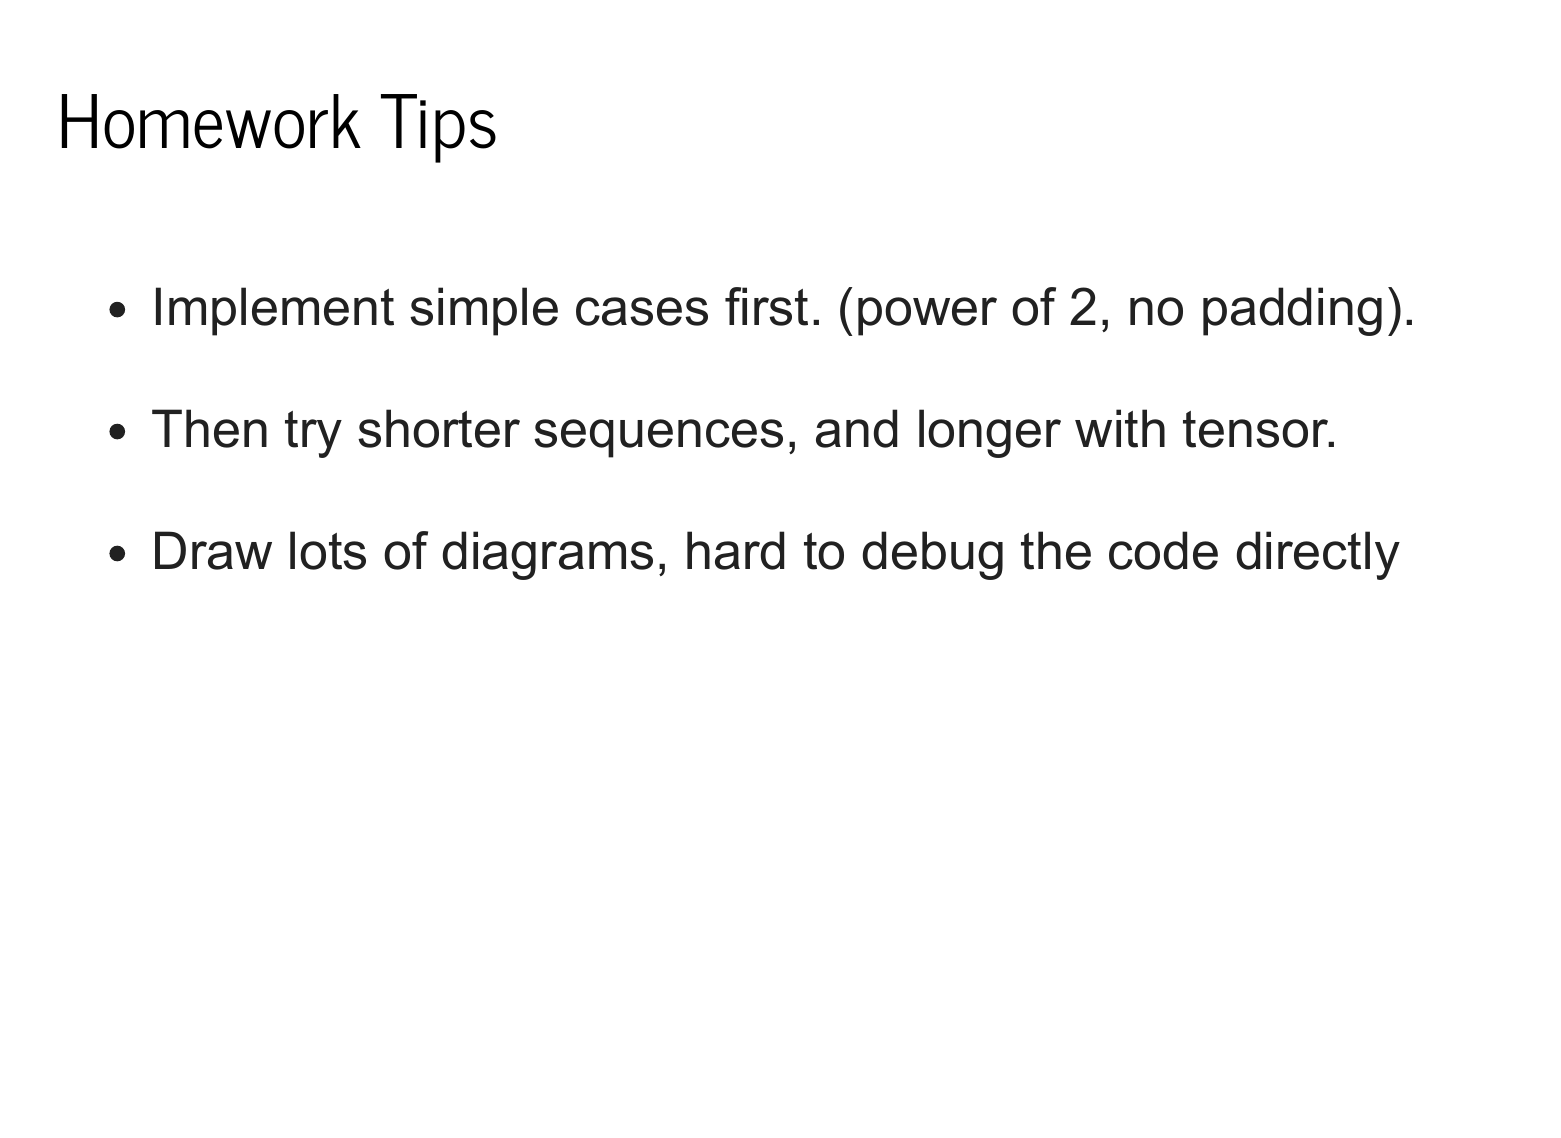 Homework Tips
• Implement simple cases first. (power of 2, no padding).
• Then try shorter sequences, and longer with tensor.
• Draw lots of diagrams, hard to debug the code directly